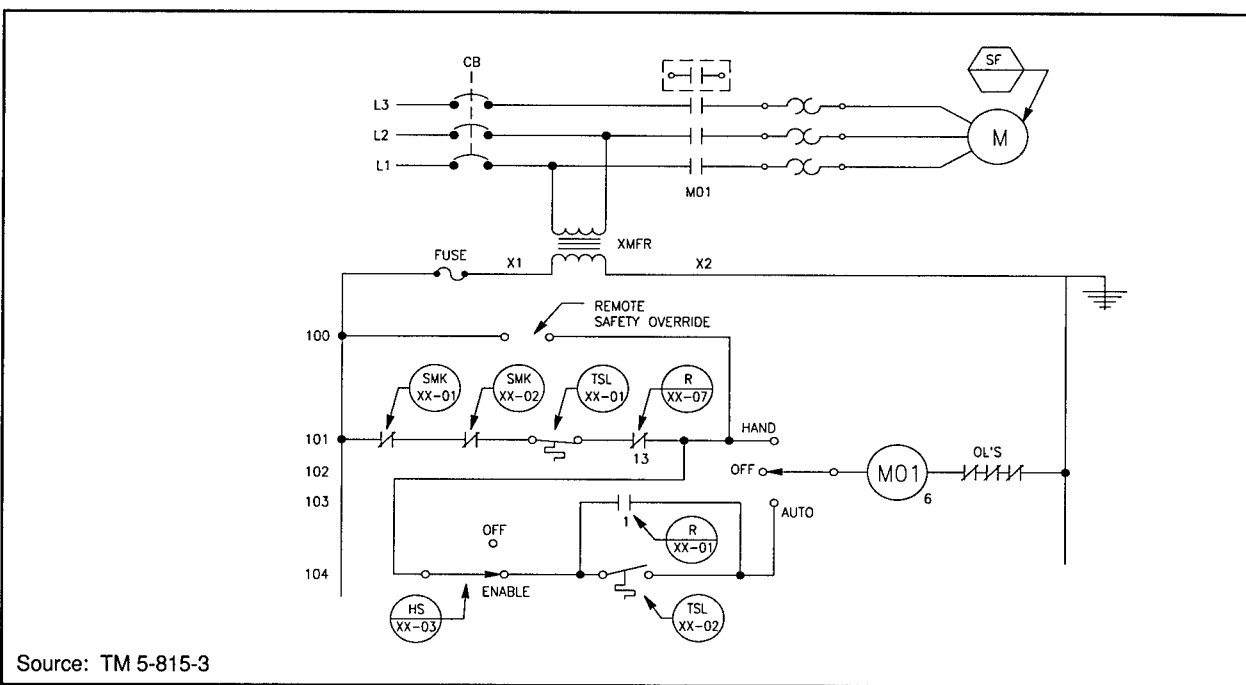 CB
SF
L3
L2
L1
M
M01
XMFR
FUSE
X1
X2
REMOTE
SAFETY OVERRIDE
100
SMK
XX-01
SMK
XX-02
TSL
XX-01
R
XX-07
101
13
HAND
102
OFF
M01
6
OL'S
103
1
R
XX-01
AUTO
OFF
104
ENABLE
HS
XX-03
TSL
XX-02
Source: TM 5-815-3